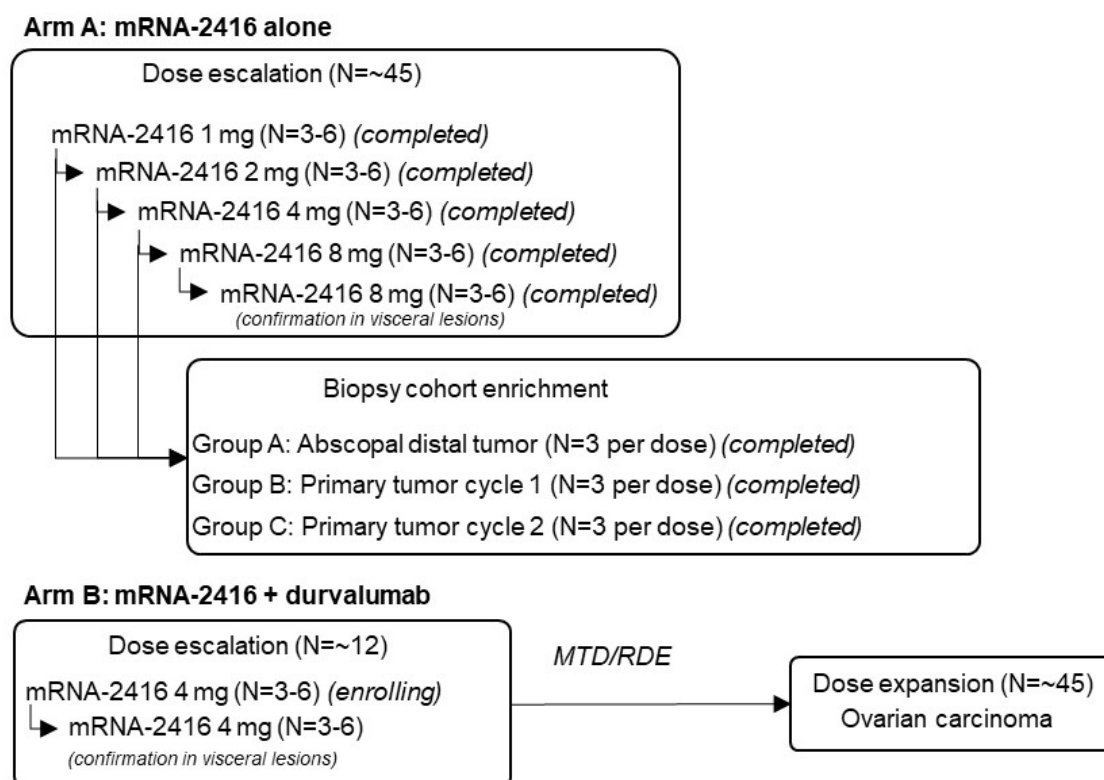 Arm A: mRNA-2416 alone
Dose escalation (N=~45)
mRNA-2416 1 mg (N=3-6) (completed)
mRNA-2416 2 mg (N=3-6) (completed)
mRNA-2416 4 mg (N=3-6) (completed)
mRNA-2416 8 mg (N=3-6) (completed)
mRNA-2416 8 mg (N=3-6) (completed)
(confirmation in visceral lesions)
Biopsy cohort enrichment
Group A: Abscopal distal tumor (N=3 per dose) (completed)
Group B: Primary tumor cycle 1 (N=3 per dose) (completed)
Group C: Primary tumor cycle 2 (N=3 per dose) (completed)
Arm B: mRNA-2416 + durvalumab
Dose escalation (N=~12)
mRNA-2416 4 mg (N=3-6) (enrolling)
mRNA-2416 4 mg (N=3-6)
(confirmation in visceral lesions)
MTD/RDE
Dose expansion (N=~45)
Ovarian carcinoma